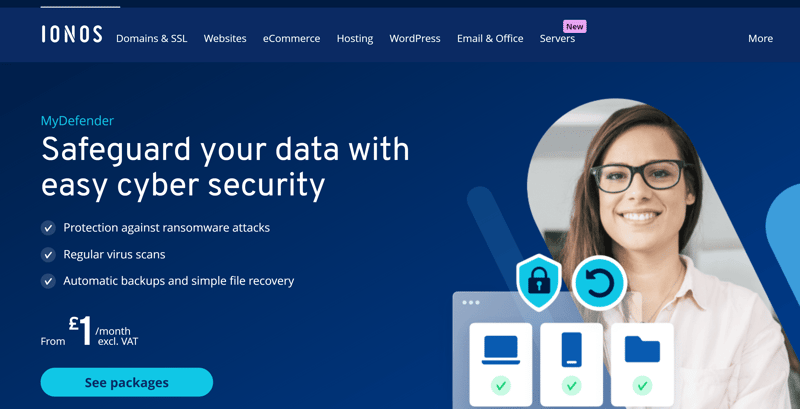 IONOS
Domains & SSL
Websites
eCommerce
Hosting
WordPress
Email & Office
Servers
New
More
MyDefender
Safeguard your data with
easy cyber security
Protection against ransomware attacks
Regular virus scans
Automatic backups and simple file recovery
From £1 /month
excl. VAT
See packages